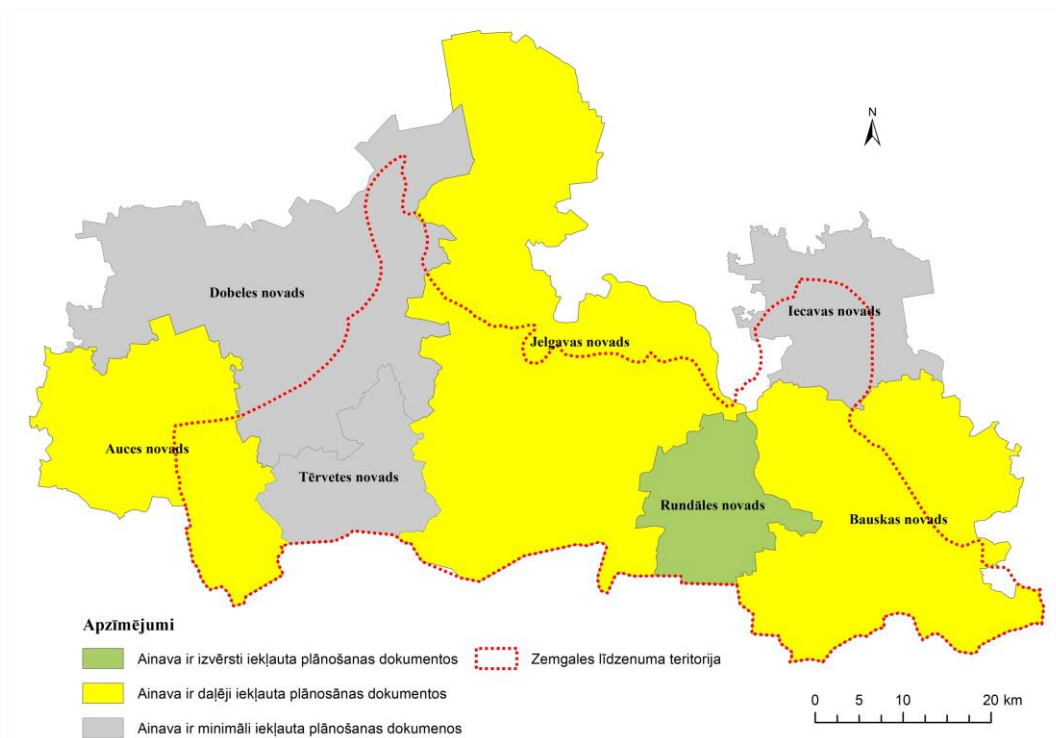 N
Dobeles novads
Iecavas novads
Jelgavas novads
Auces novads
Tērvetes novads
Rundāles novads
Bauskas novads
Apzīmējumi
Ainava ir izvērsti iekļauta plānošanas dokumentos
Zemgales līdzenuma teritorija
Ainava ir daļēji iekļauta plānošānas dokumentos
Ainava ir minimāli iekļauta plānošanas dokumenos
0 5 10 20 km